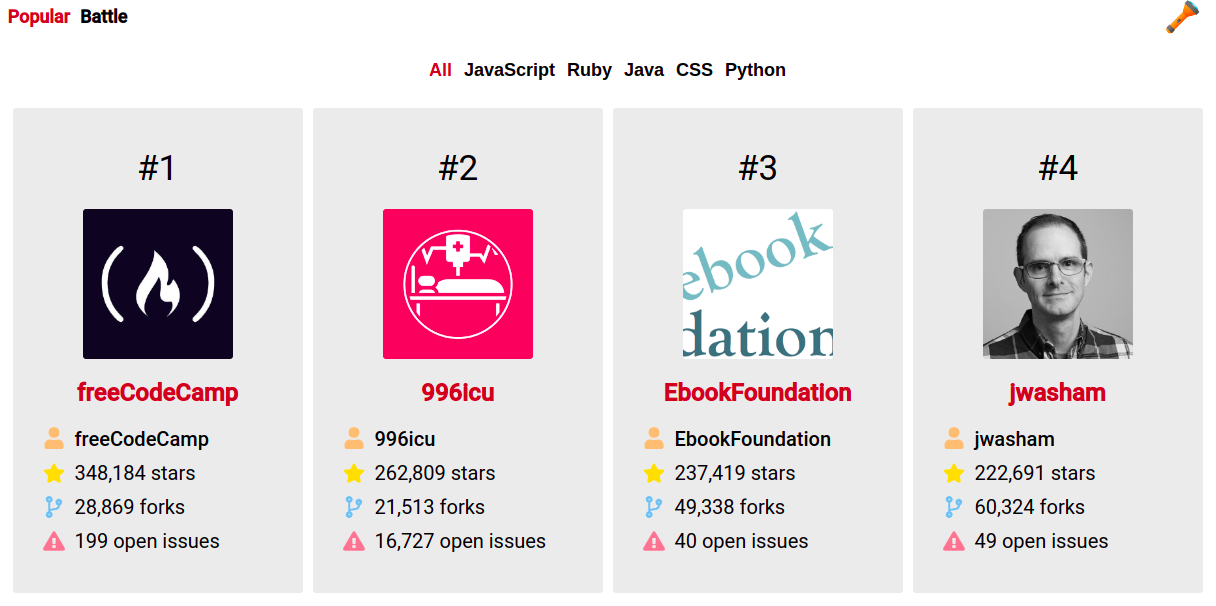 Popular Battle
All JavaScript Ruby Java CSS Python
#1
freeCodeCamp
freeCodeCamp
348,184 stars
28,869 forks
199 open issues
#2
996icu
996icu
262,809 stars
21,513 forks
16,727 open issues
#3
ebook
dation
EbookFoundation
EbookFoundation
237,419 stars
49,338 forks
40 open issues
#4
jwasham
jwasham
222,691 stars
60,324 forks
49 open issues